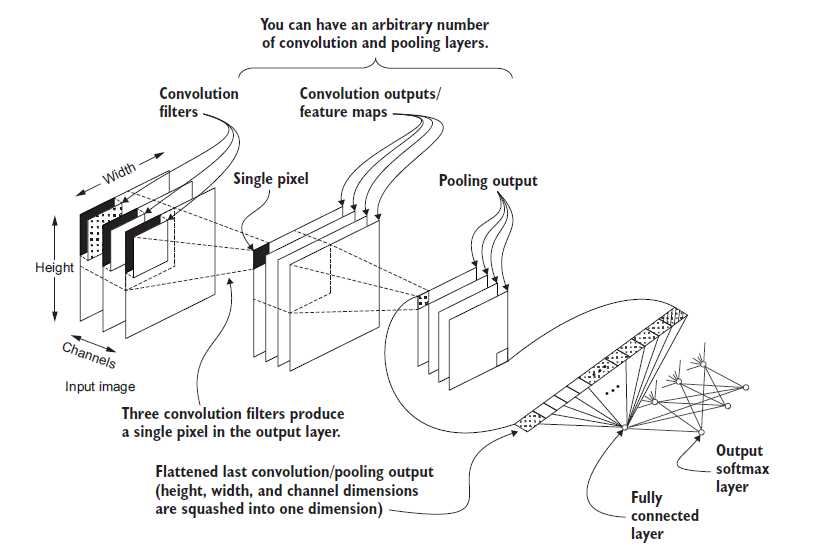 You can have an arbitrary number
of convolution and pooling layers.
Convolution
filters
Convolution outputs/
feature maps
Width
Single pixel
Pooling output
Height
Channels
Input image
Three convolution filters produce
a single pixel in the output layer.
Flattened last convolution/pooling output
(height, width, and channel dimensions
are squashed into one dimension)
Output
softmax
layer
Fully
connected
layer